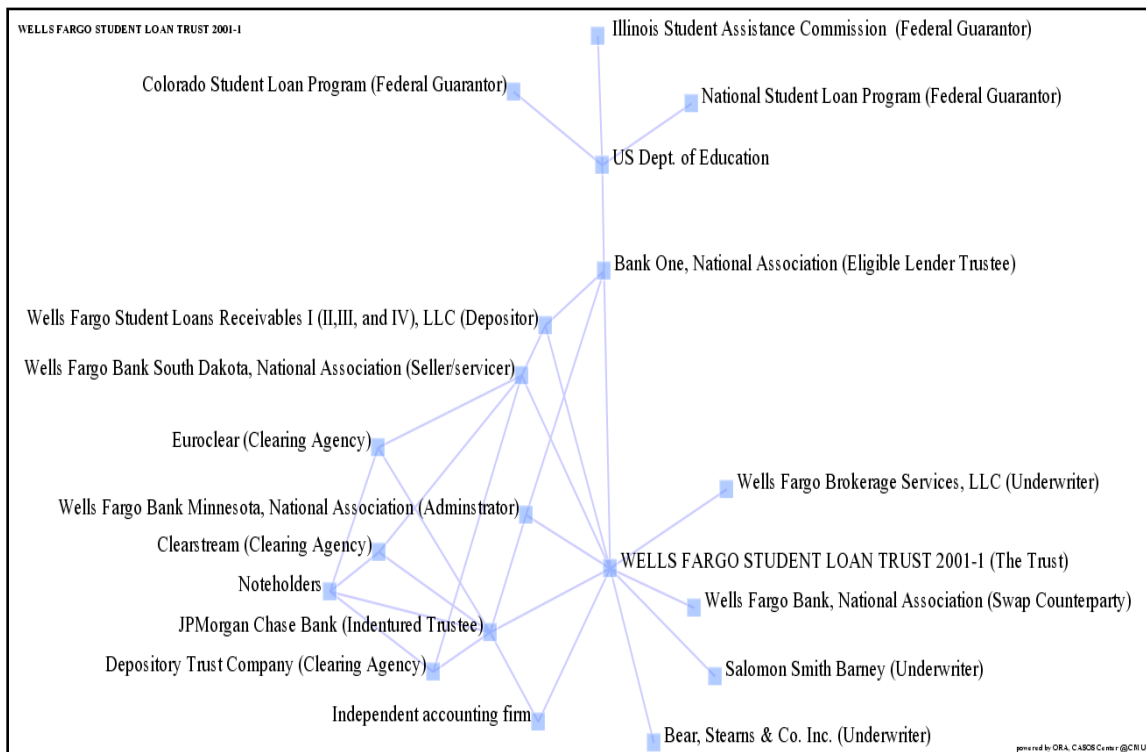 WELLS FARGO STUDENT LOAN TRUST 2001-1
Illinois Student Assistance Commission (Federal Guarantor)
Colorado Student Loan Program (Federal Guarantor)
National Student Loan Program (Federal Guarantor)
US Dept. of Education
Bank One, National Association (Eligible Lender Trustee)
Wells Fargo Student Loans Receivables I (II,III, and IV), LLC (Depositor)
Wells Fargo Bank South Dakota, National Association (Seller/servicer)
Euroclear (Clearing Agency)
Wells Fargo Brokerage Services, LLC (Underwriter)
Wells Fargo Bank Minnesota, National Association (Adminstrator)
Clearstream (Clearing Agency)
WELLS FARGO STUDENT LOAN TRUST 2001-1 (The Trust)
Noteholders
Wells Fargo Bank, National Association (Swap Counterparty)
JPMorgan Chase Bank (Indentured Trustee)
Depository Trust Company (Clearing Agency)
Salomon Smith Barney (Underwriter)
Independent accounting firm
Bear, Stearns & Co. Inc. (Underwriter)
powered by ORA, CASOS Center @CMU